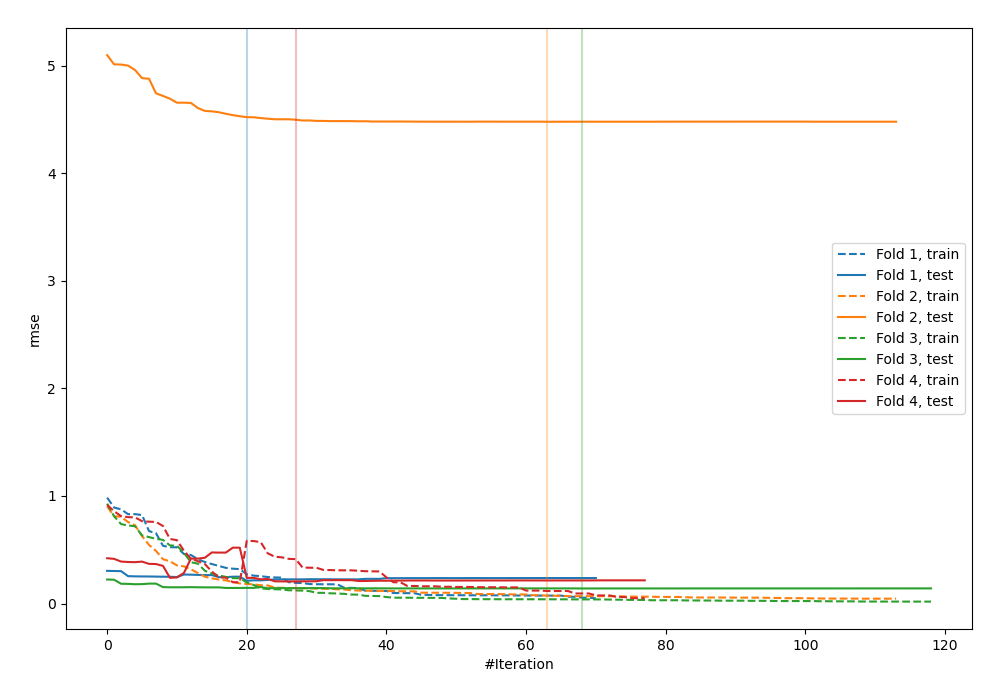 5
4
3
2
1
0
rmse
0
20
40
60
80
100
120
#Iteration
Fold 1, train
Fold 1, test
Fold 2, train
Fold 2, test
Fold 3, train
Fold 3, test
Fold 4, train
Fold 4, test